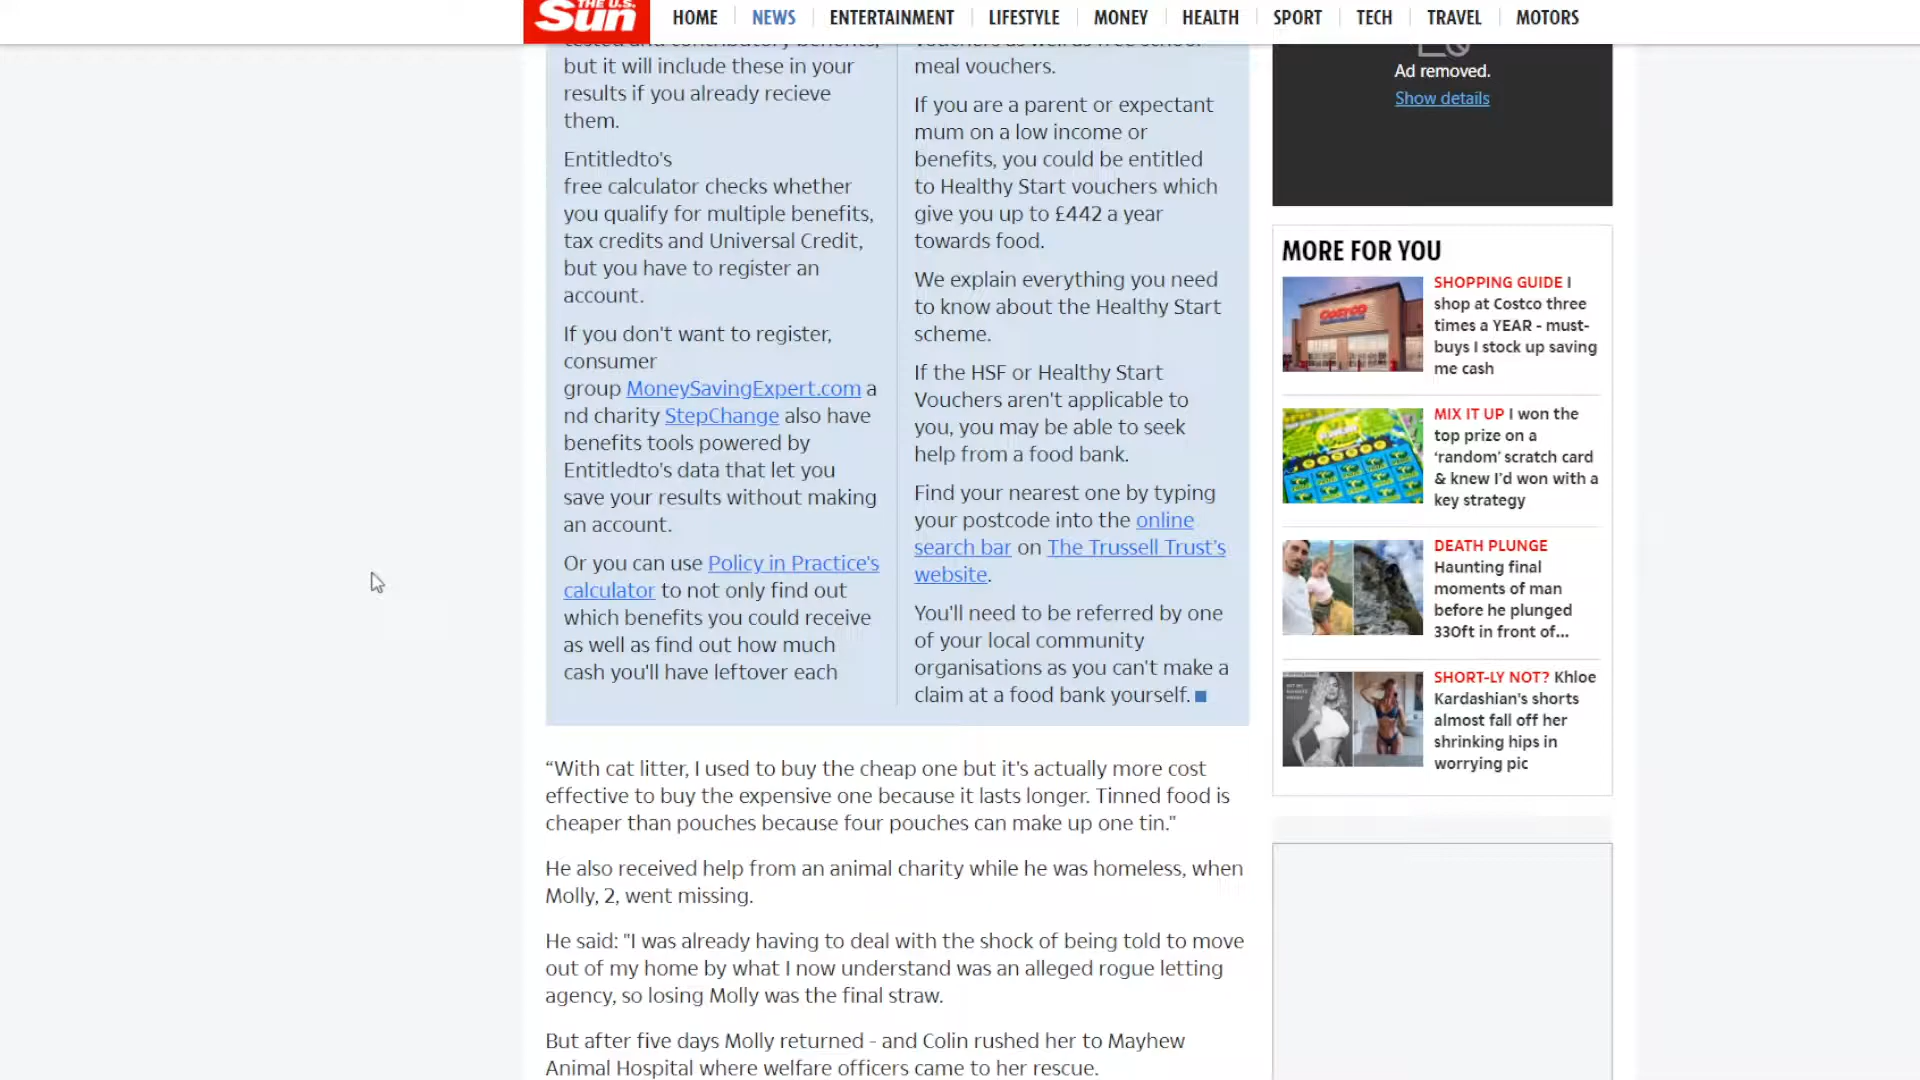 THE U.S.
Sun
HOME
NEWS
ENTERTAINMENT
LIFESTYLE
MONEY
HEALTH
SPORT
TECH
TRAVEL
MOTORS
tested and contributory benefits,
but it will include these in your
results if you already recieve
them.
Entitledto's
free calculator checks whether
you qualify for multiple benefits,
tax credits and Universal Credit,
but you have to register an
account.
If you don't want to register,
consumer
group MoneySavingExpert.com a
nd charity StepChange also have
benefits tools powered by
Entitledto's data that let you
save your results without making
an account.
Or you can use Policy in Practice's
calculator to not only find out
which benefits you could receive
as well as find out how much
cash you'll have leftover each
vouchers as well as free school
meal vouchers.
If you are a parent or expectant
mum on a low income or
benefits, you could be entitled
to Healthy Start vouchers which
give you up to £442 a year
towards food.
We explain everything you need
to know about the Healthy Start
scheme.
If the HSF or Healthy Start
Vouchers aren't applicable to
you, you may be able to seek
help from a food bank.
Find your nearest one by typing
your postcode into the online
search bar on The Trussell Trust's
website.
You'll need to be referred by one
of your local community
organisations as you can't make a
claim at a food bank yourself.
“With cat litter, I used to buy the cheap one but it's actually more cost
effective to buy the expensive one because it lasts longer. Tinned food is
cheaper than pouches because four pouches can make up one tin."
He also received help from an animal charity while he was homeless, when
Molly, 2, went missing.
He said: "I was already having to deal with the shock of being told to move
out of my home by what I now understand was an alleged rogue letting
agency, so losing Molly was the final straw.
But after five days Molly returned - and Colin rushed her to Mayhew
Animal Hospital where welfare officers came to her rescue.
Ad removed.
Show details
MORE FOR YOU
COSTCO
SHOPPING GUIDE I
shop at Costco three
times a YEAR - must-
buys I stock up saving
me cash
MIX IT UP I won the
top prize on a
‘random’ scratch card
& knew I'd won with a
key strategy
DEATH PLUNGE
Haunting final
moments of man
before he plunged
330ft in front of...
SHORT-LY NOT? Khloe
Kardashian's shorts
almost fall off her
shrinking hips in
worrying pic